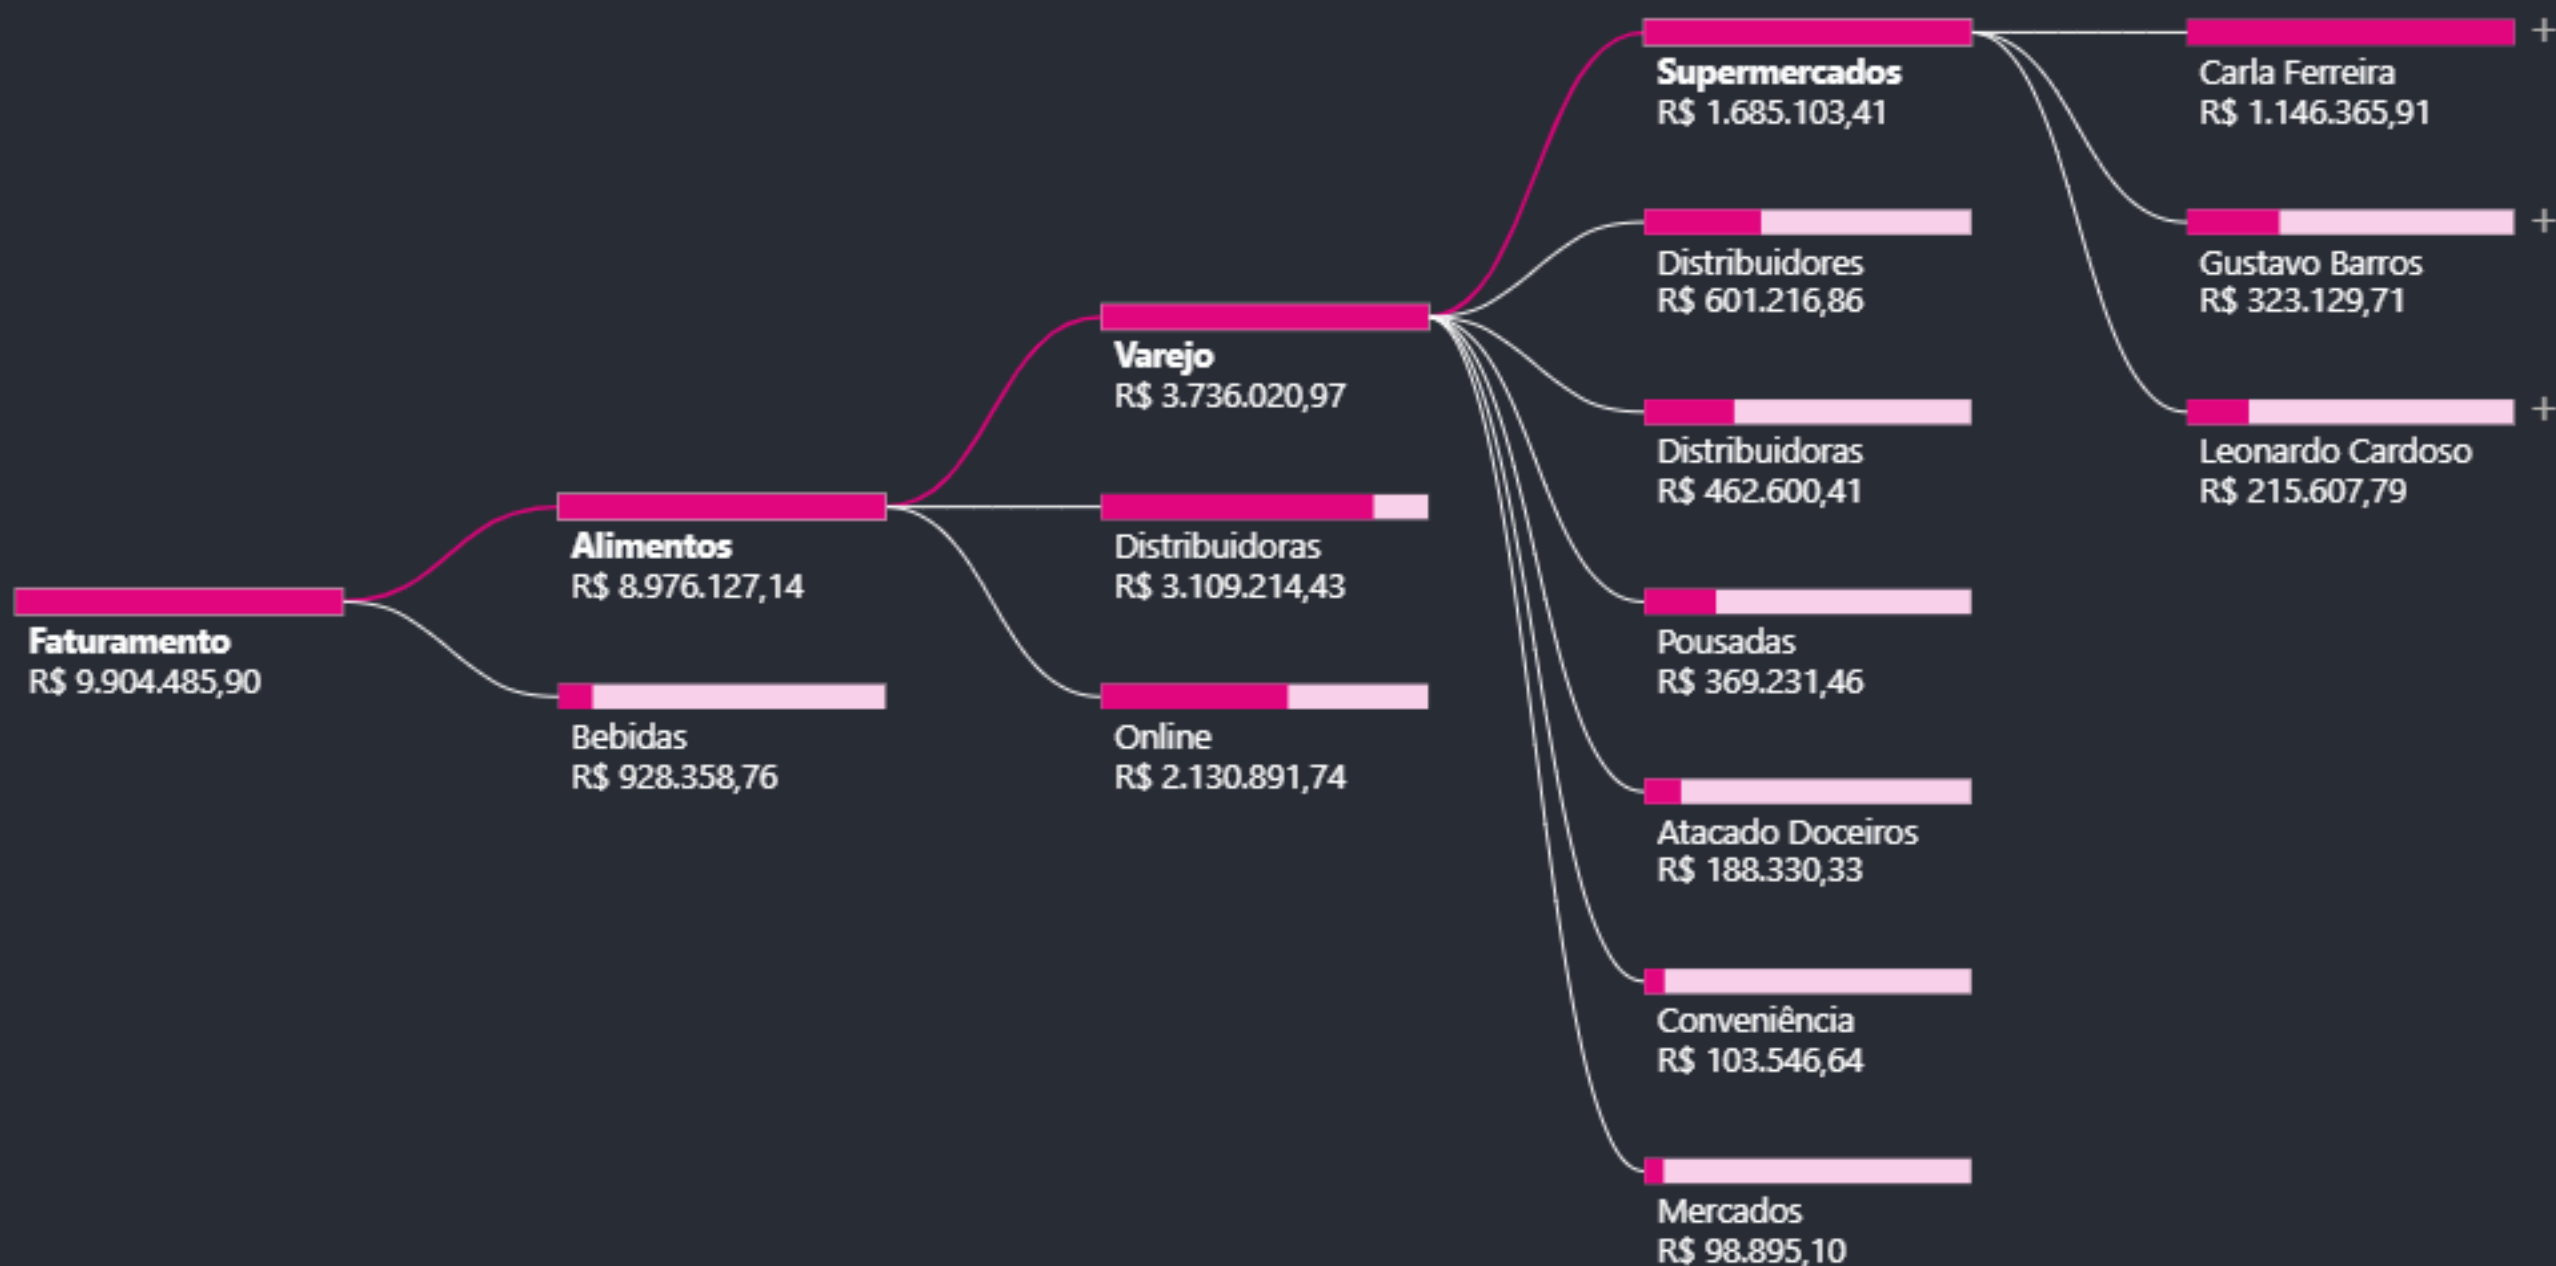 Faturamento
R$ 9.904.485,90
Alimentos
R$ 8.976.127,14
Bebidas
R$ 928.358,76
Varejo
R$ 3.736.020,97
Distribuidoras
R$ 3.109.214,43
Online
R$ 2.130.891,74
Supermercados
R$ 1.685.103,41
Distribuidores
R$ 601.216,86
Distribuidoras
R$ 462.600,41
Pousadas
R$ 369.231,46
Atacado Doceiros
R$ 188.330,33
Conveniência
R$ 103.546,64
Mercados
R$ 98.895,10
Carla Ferreira
R$ 1.146.365,91
+
Gustavo Barros
R$ 323.129,71
+
Leonardo Cardoso
R$ 215.607,79
+